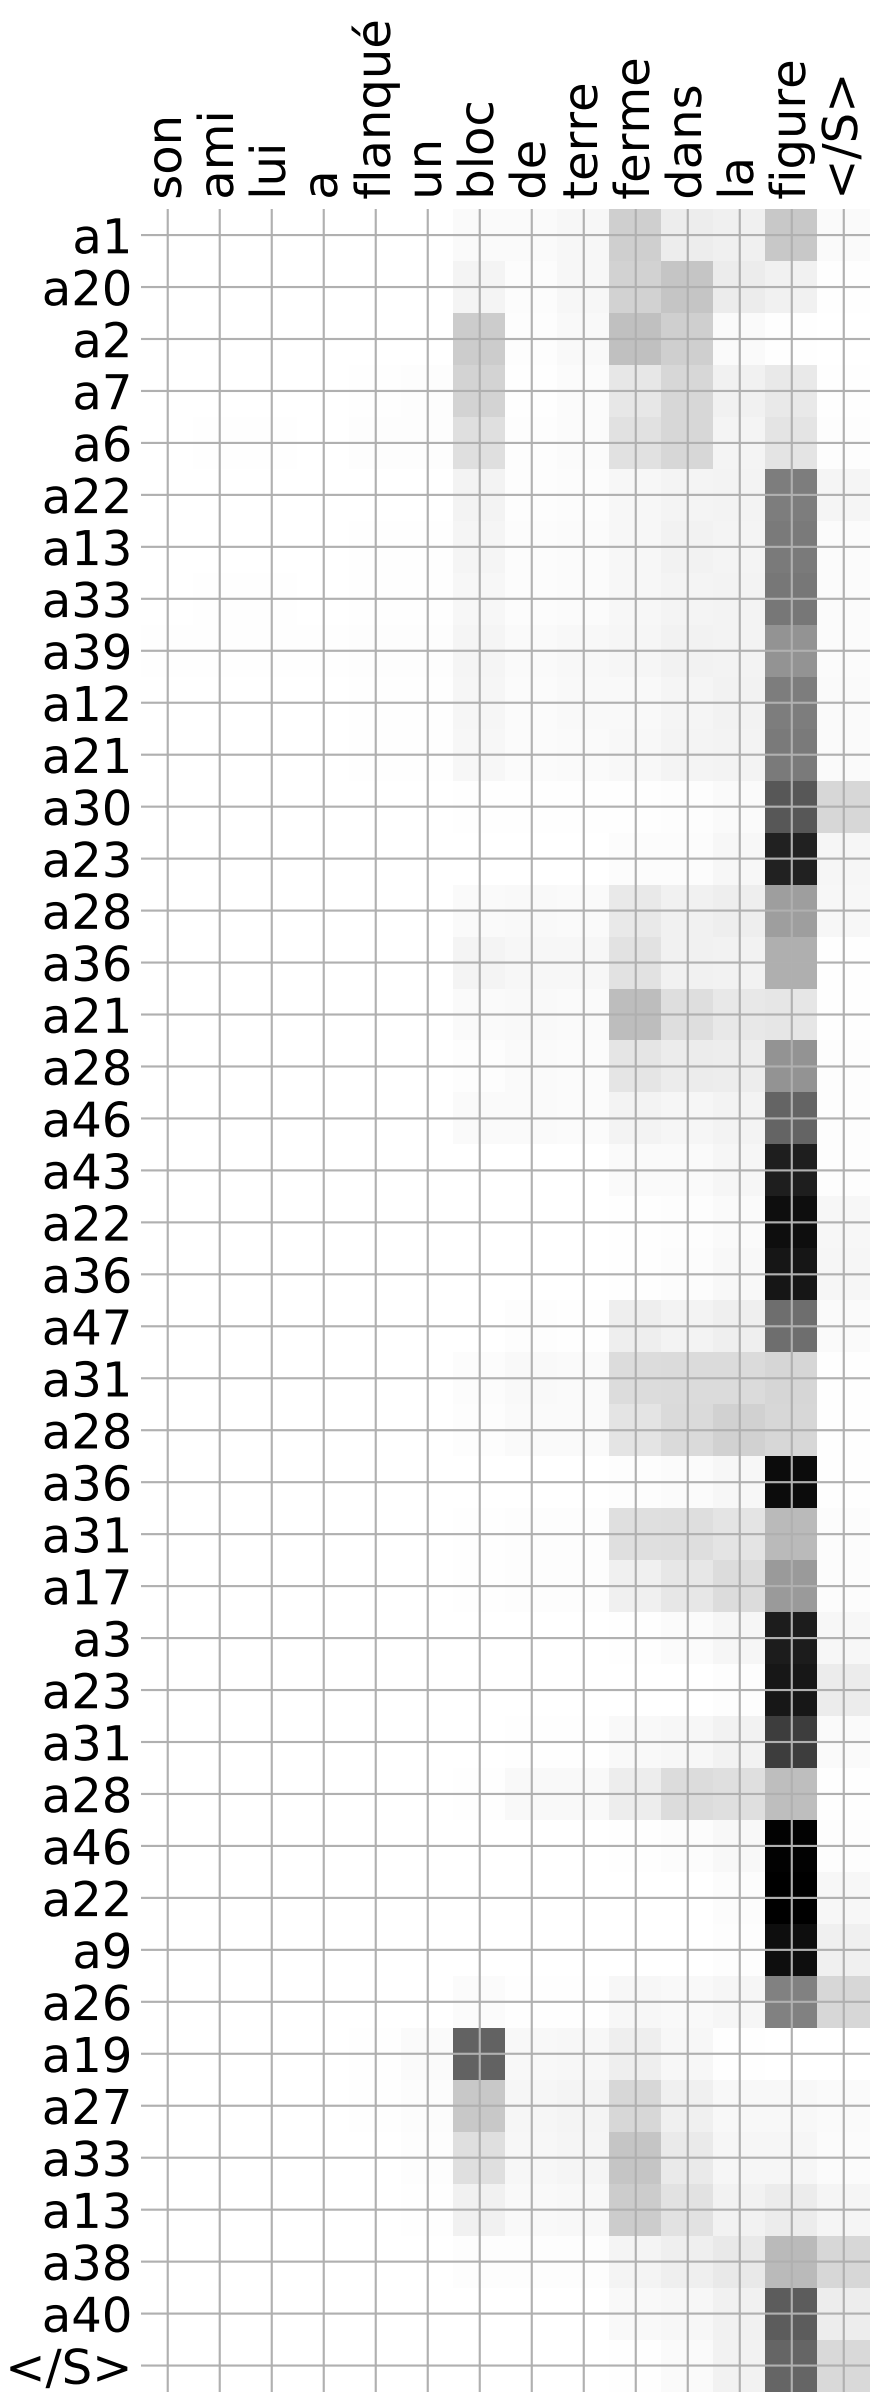 son ami lui a flanqué un bloc de terre ferme dans la figure </S>
a1
a20
a2
a7
a6
a22
a13
a33
a39
a12
a21
a30
a23
a28
a36
a21
a28
a46
a43
a22
a36
a47
a31
a28
a36
a31
a17
a3
a23
a31
a28
a46
a22
a9
a26
a19
a27
a33
a13
a38
a40
</S>